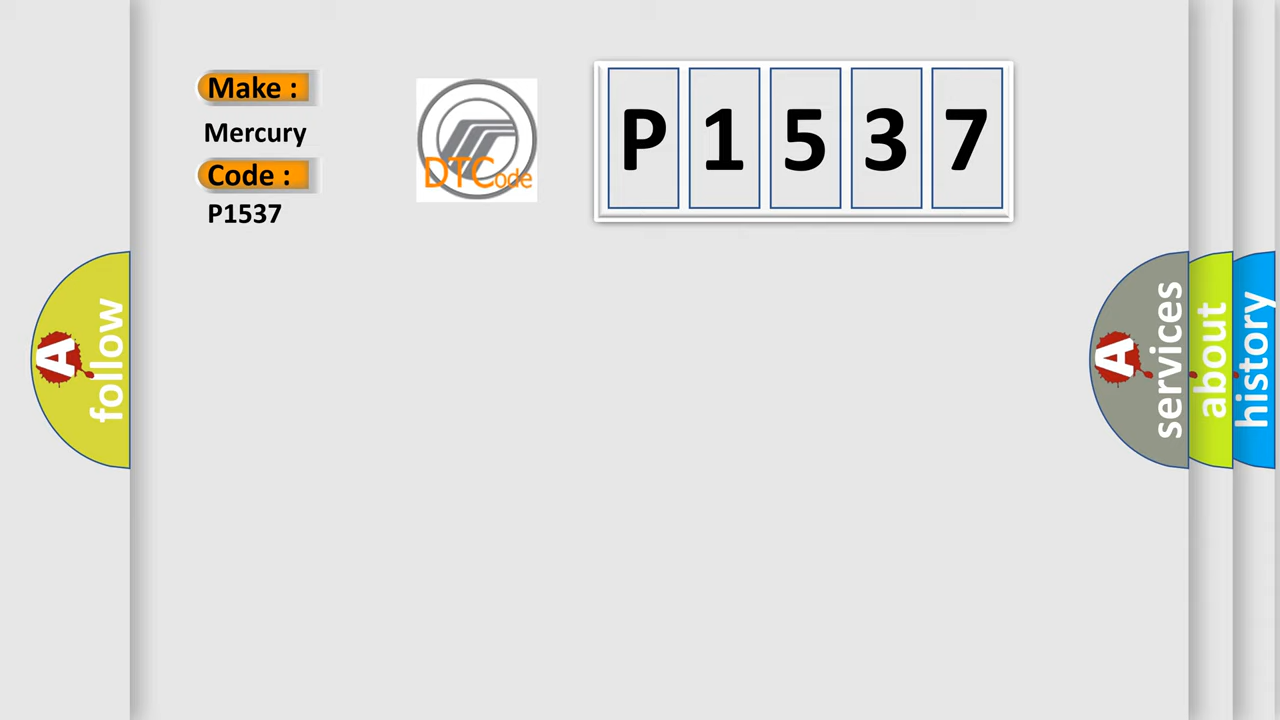 Make :
Mercury
Code :
P1537
DTCode
P 1 5 3 7
A follow
A services
about
history